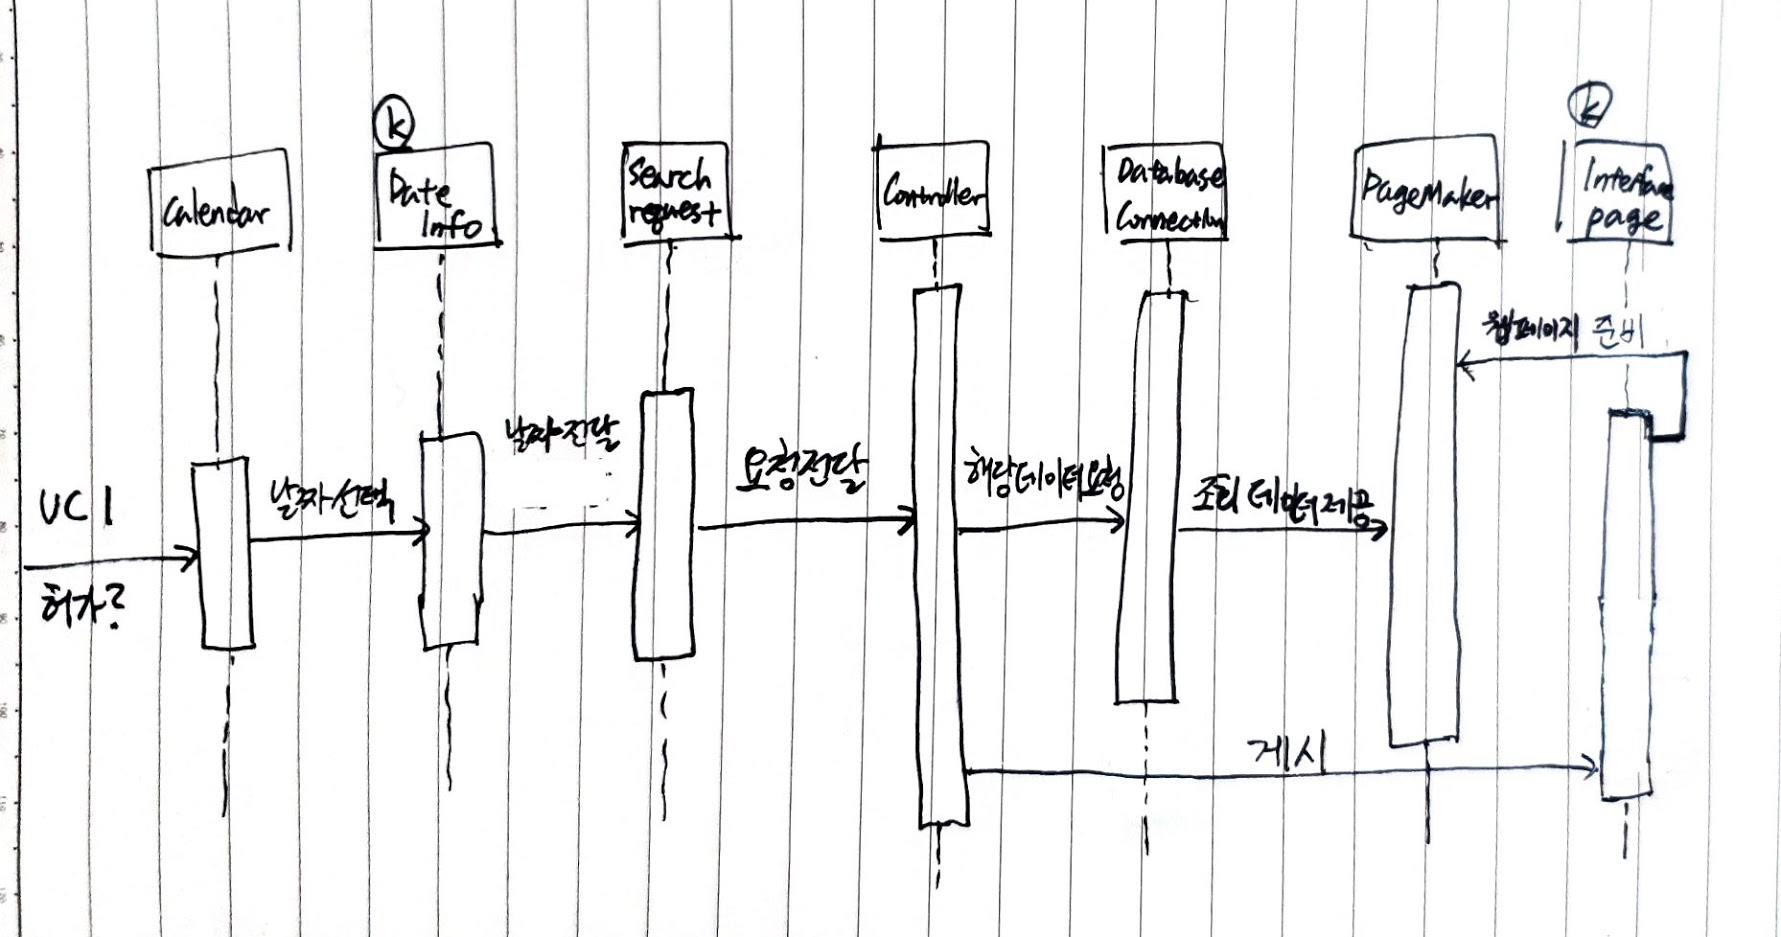 k
k
Calendar
Date
Info
Search
request
Controller
Database
Connection
PageMaker
Interface
page
웹페이지 준비
날짜전달
UC 1
날짜선택
요청전달
해당데이터요청
조회 데이터제공
허가?
게시